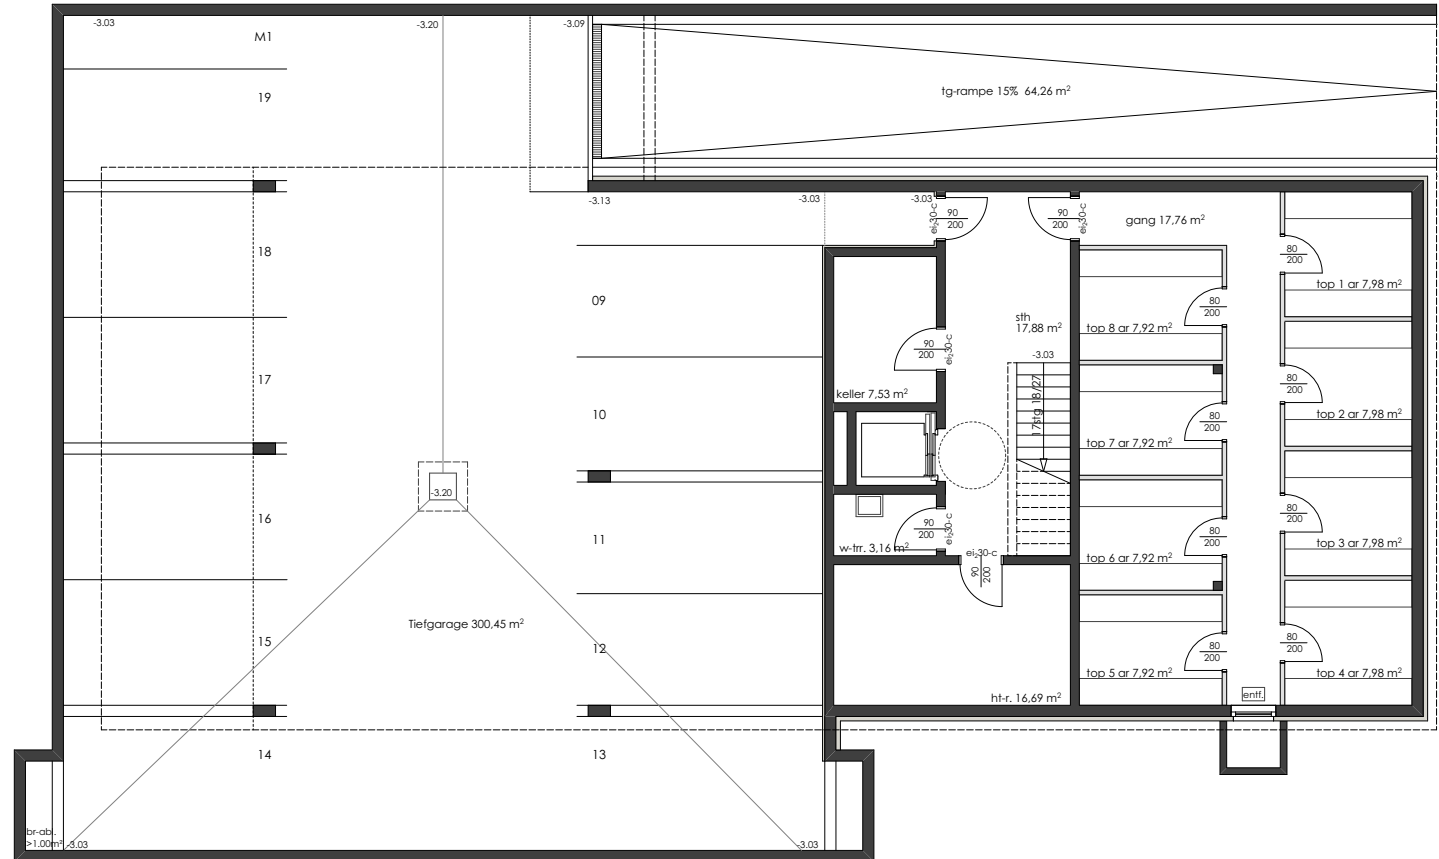 -3.03
-3.20
-3.09
M1
19
tg-rampe 15% 64,26 m²
-3.13
-3.03
-3.03
90
200
ei₂30-c
90
200
ei₂30-c
gang 17,76 m²
18
09
80
200
top 1 ar 7,98 m²
sth
17,88 m²
80
200
top 8 ar 7,92 m²
90
200
ei₂30-c
-3.03
17
keller 7,53 m²
17stg 18/27
80
200
10
80
200
top 2 ar 7,98 m²
top 7 ar 7,92 m²
-3.20
16
11
90
200
ei₂30-c
w-trr. 3,16 m²
ei₂30-c
90
200
80
200
80
200
top 3 ar 7,98 m²
top 6 ar 7,92 m²
Tiefgarage 300,45 m²
15
12
80
200
80
200
top 5 ar 7,92 m²
top 4 ar 7,98 m²
ht-r. 16,69 m²
entf.
14
13
br-abl.
>1.00m²
-3.03
-3.03